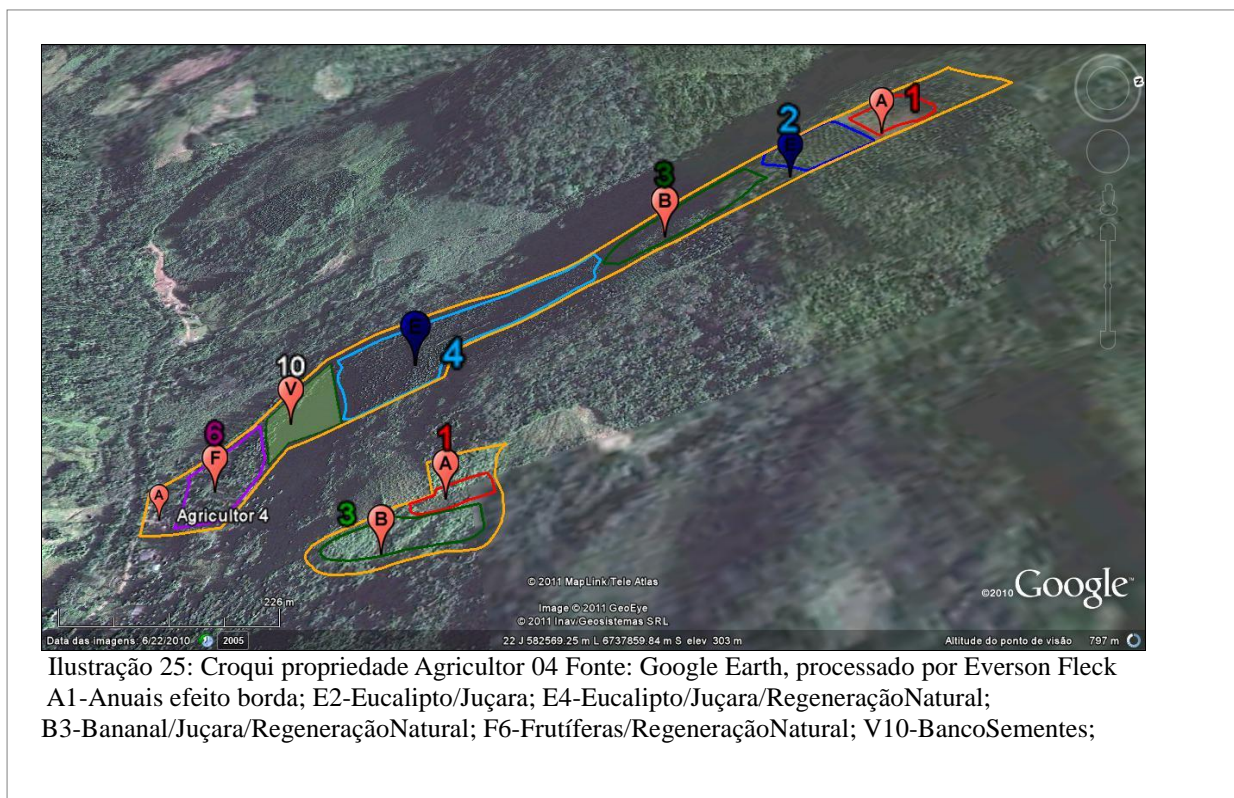 1
A
2
E
3
B
E
4
10
V
6
F
A
Agricultor 4
1
A
3
B
226 m
© 2011 MapLink/Tele Atlas
Image © 2011 GeoEye
© 2011 Inav/Geosistemas SRL
©2010 Google™
Data das imagens: 6/22/2010 2005 22 J 582569.25 m L 6737859.84 m S elev 303 m Altitude do ponto de visão 797 m
Ilustração 25: Croqui propriedade Agricultor 04 Fonte: Google Earth, processado por Everson Fleck
A1-Anuais efeito borda; E2-Eucalipto/Juçara; E4-Eucalipto/Juçara/RegeneraçãoNatural;
B3-Bananal/Juçara/RegeneraçãoNatural; F6-Frutíferas/RegeneraçãoNatural; V10-BancoSementes;